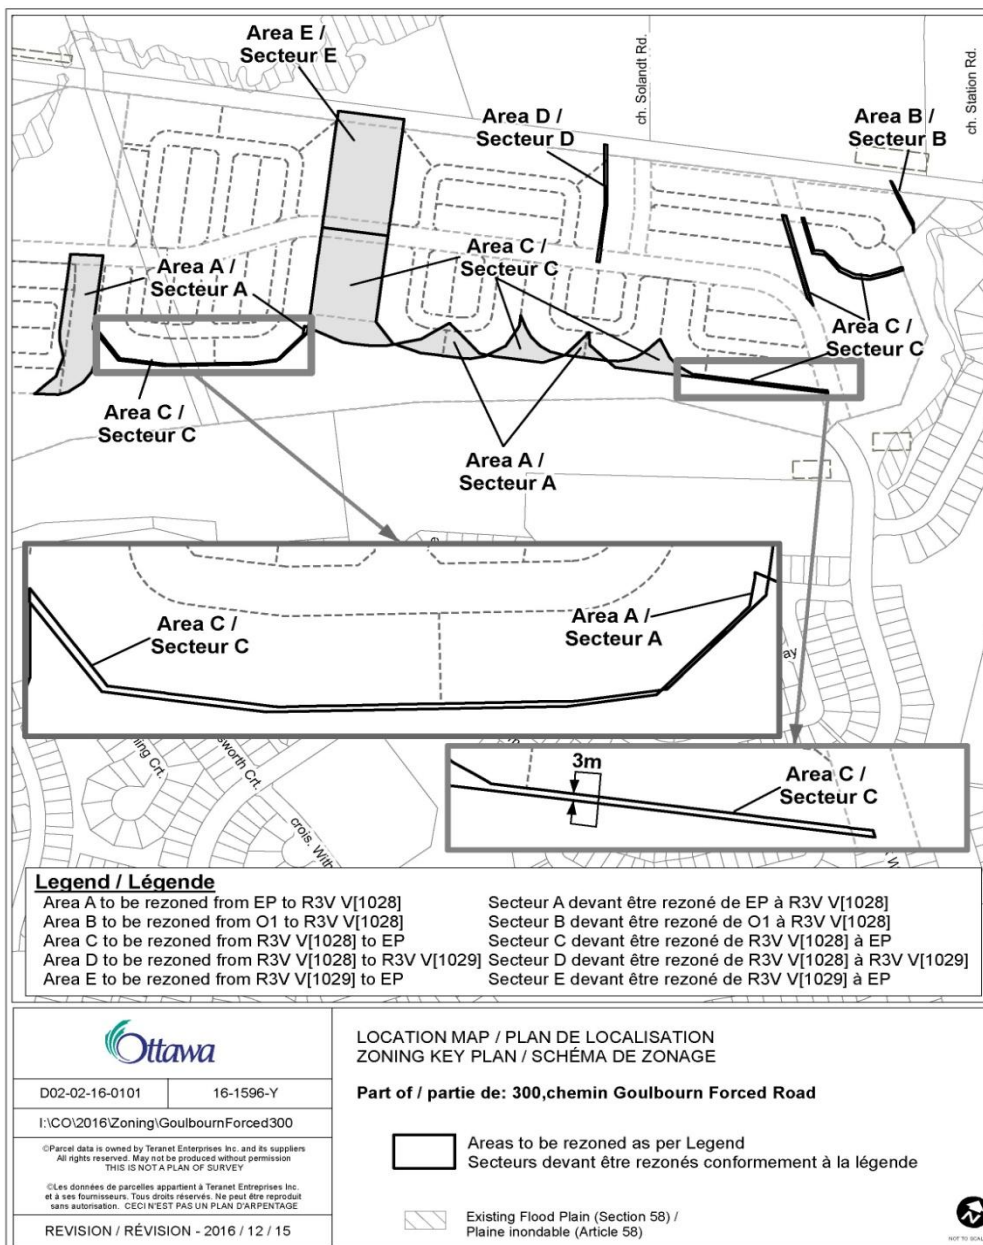 Area E /
Secteur E
Area D /
Secteur D
ch. Solandt Rd.
Area B /
Secteur B
ch. Station Rd.
Area A /
Secteur A
Area C /
Secteur C
Area C /
Secteur C
Area C /
Secteur C
Area A /
Secteur A
Area C /
Secteur C
Area A /
Secteur A
ay
3m
Area C /
Secteur C
ning Crt.
sworth Crt.
crois. With
Legend / Légende
Area A to be rezoned from EP to R3V V[1028]
Area B to be rezoned from O1 to R3V V[1028]
Area C to be rezoned from R3V V[1028] to EP
Area D to be rezoned from R3V V[1028] to R3V V[1029]
Area E to be rezoned from R3V V[1029] to EP
Secteur A devant être rezoné de EP à R3V V[1028]
Secteur B devant être rezoné de O1 à R3V V[1028]
Secteur C devant être rezoné de R3V V[1028] à EP
Secteur D devant être rezoné de R3V V[1028] à R3V V[1029]
Secteur E devant être rezoné de R3V V[1029] à EP
Ottawa
D02-02-16-0101
16-1596-Y
I:\CO\2016\Zoning\GoulbournForced300
©Parcel data is owned by Teranet Enterprises Inc. and its suppliers
All rights reserved. May not be produced without permission
THIS IS NOT A PLAN OF SURVEY
©Les données de parcelles appartient à Teranet Entreprises Inc.
et à ses fournisseurs. Tous droits réservés. Ne peut être reproduit
sans autorisation. CECI N'EST PAS UN PLAN D'ARPENTAGE
REVISION / RÉVISION - 2016 / 12 / 15
LOCATION MAP / PLAN DE LOCALISATION
ZONING KEY PLAN / SCHÉMA DE ZONAGE
Part of / partie de: 300,chemin Goulbourn Forced Road
Areas to be rezoned as per Legend
Secteurs devant être rezonés conformement à la légende
Existing Flood Plain (Section 58) /
Plaine inondable (Article 58)